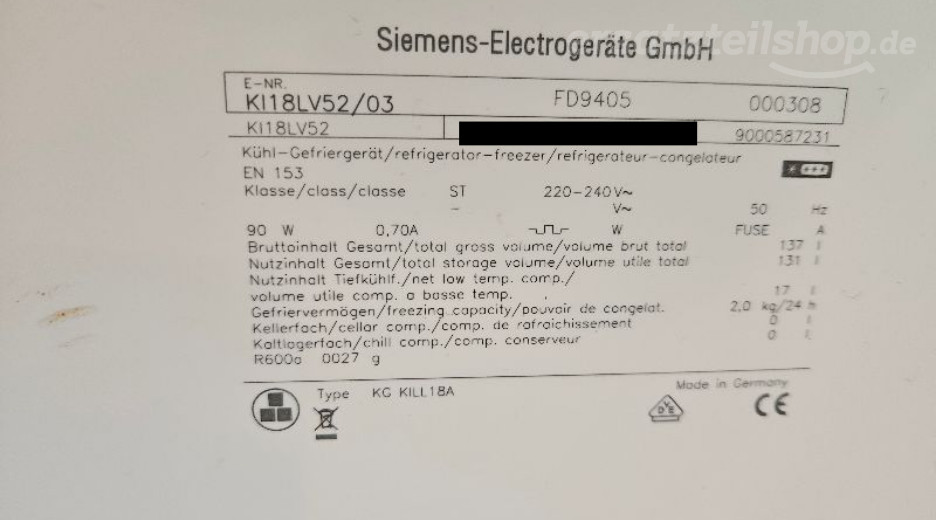 ersatzteilshop.de
Siemens-Electrogeräte GmbH
E-NR.
KI18LV52/03 FD9405 000308
KI18LV52 9000587231
Kühl-Gefriergerät/refrigerator-freezer/refrigerateur-congelateur
EN 153
Klasse/class/classe ST 220-240V~
- V~ 50 Hz
90 W 0,70A W FUSE A
Bruttoinhalt Gesamt/total gross volume/volume brut total 137 l
Nutzinhalt Gesamt/total storage volume/volume utile total 131 l
Nutzinhalt Tiefkühlf./net low temp. comp./
volume utile comp. a basse temp. 17 l
Gefriervermögen/freezing capacity/pouvoir de congelat. 2,0 kg/24 h
Kellerfach/cellar comp./comp. de rafraichissement 0 l
Kaltlagerfach/chill comp./comp. conserveur 0 l
R600a 0027 g
Type KG KILL18A Made in Germany
DVE CE